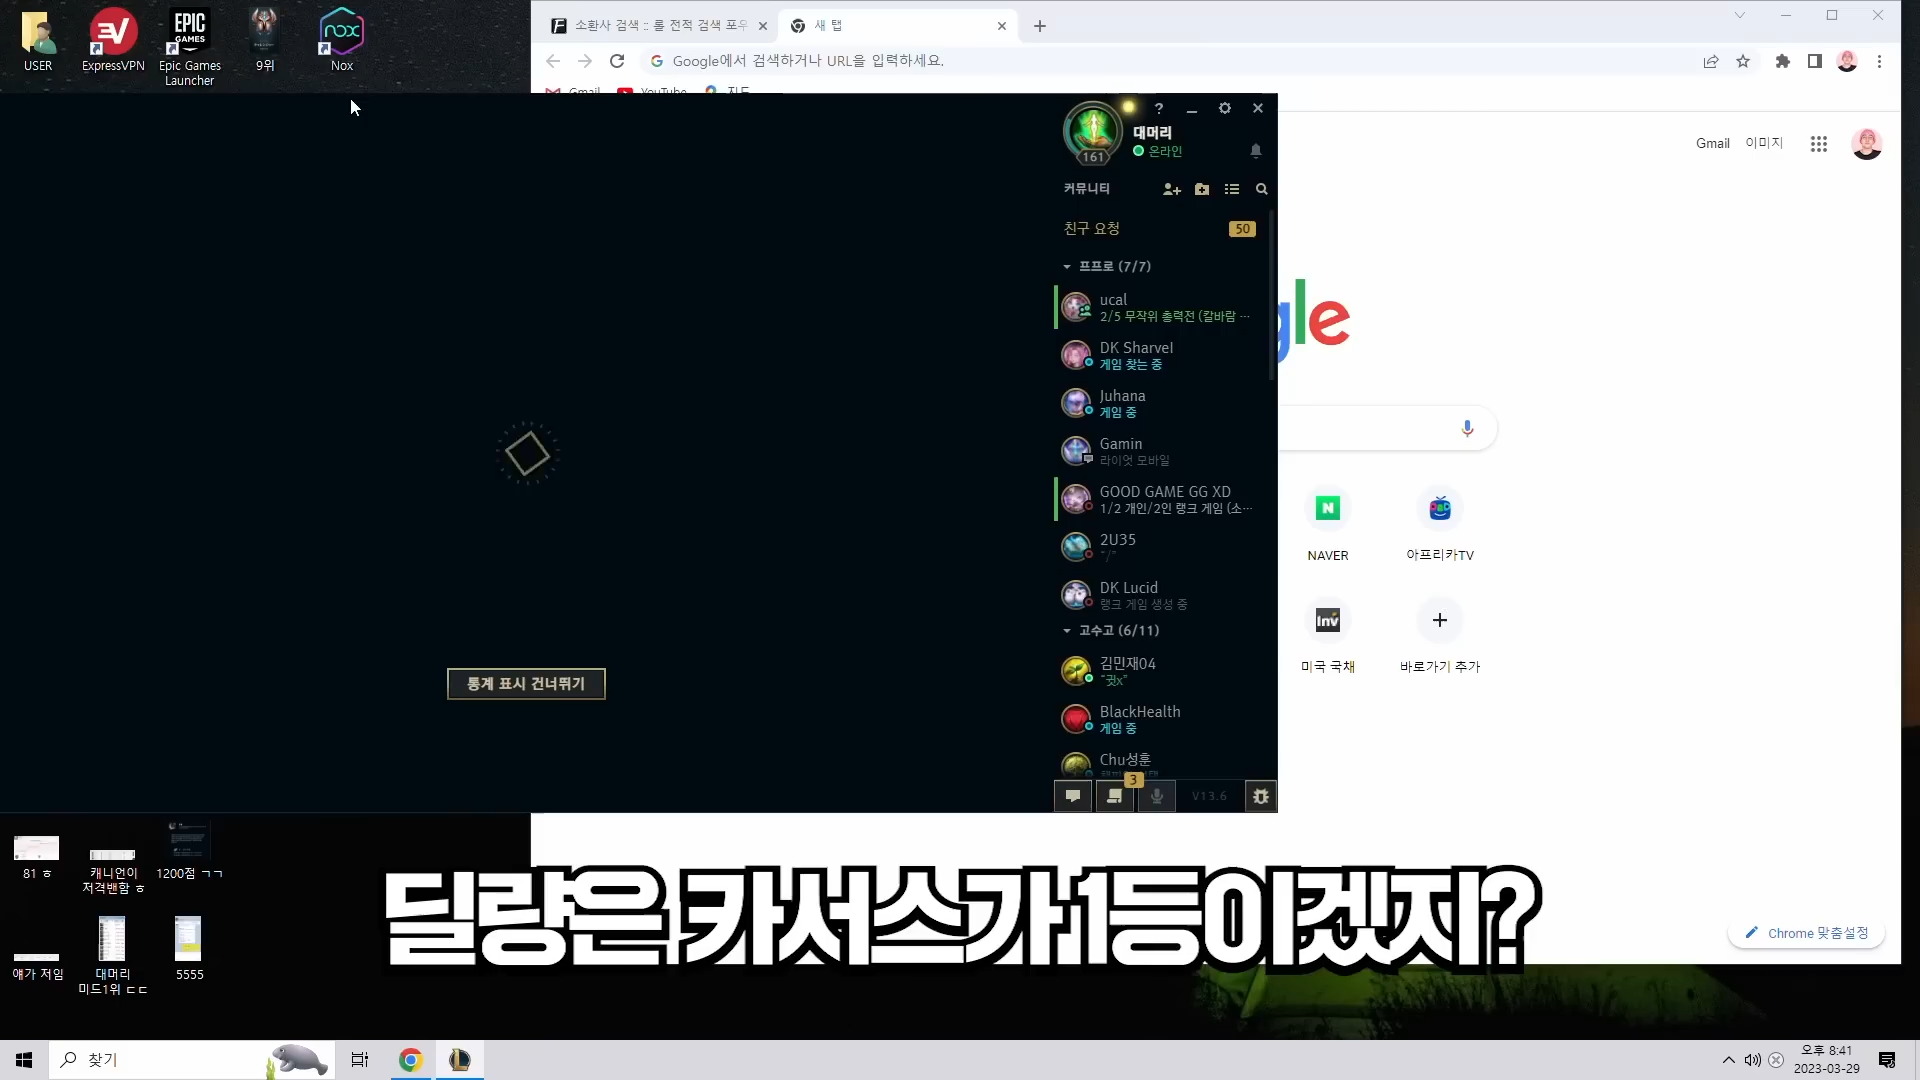 USER
ExpressVPN
EPIC
GAMES
Epic Games
Launcher
9위
nox
Nox
소환사 검색 :: 롤 전적 검색 포우
새 탭
Google에서 검색하거나 URL을 입력하세요.
Gmail
YouTube
지도
Gmail
이미지
gle
NAVER
아프리카TV
Inv
미국 국채
바로가기 추가
Chrome 맞춤설정
대머리
161
온라인
커뮤니티
친구 요청
50
프프로 (7/7)
ucal
2/5 무작위 총력전 (칼바람 ...
DK Sharvel
게임 찾는 중
Juhana
게임 중
Gamin
라이엇 모바일
GOOD GAME GG XD
1/2 개인/2인 랭크 게임 (소...
2U35
"/"
DK Lucid
랭크 게임 생성 중
고수고 (6/11)
김민재04
"귓x"
BlackHealth
게임 중
Chu성훈
3
V13.6
통계 표시 건너뛰기
81 ㅎ
캐니언이
저격밴함 ㅎ
1200점 ㄱㄱ
얘가 저임
대머리
미드1위 ㄷㄷ
5555
딜량은 카서스가 1등이겠지?
찾기
오후 8:41
2023-03-29